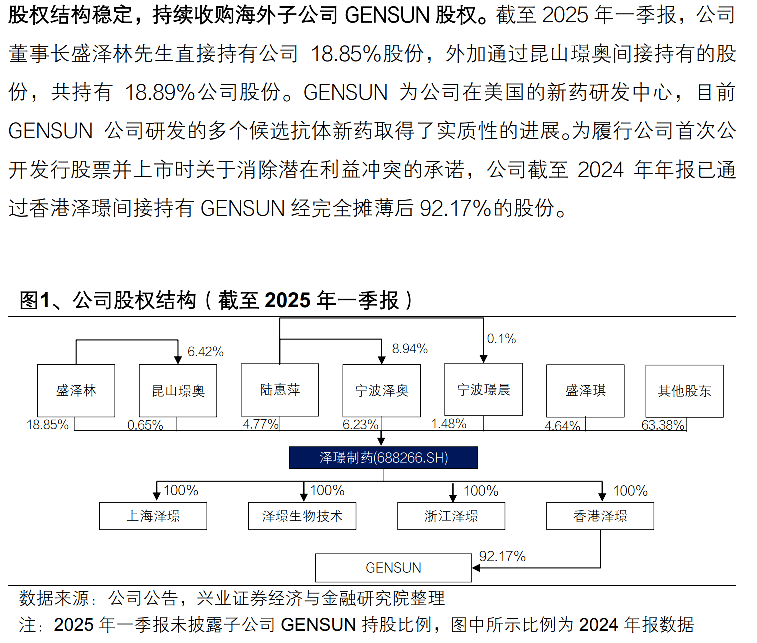 股权结构稳定，持续收购海外子公司 GENSUN 股权。截至 2025 年一季报，公司
董事长盛泽林先生直接持有公司 18.85%股份，外加通过昆山璟奥间接持有的股
份，共持有 18.89%公司股份。GENSUN 为公司在美国的新药研发中心，目前
GENSUN 公司研发的多个候选抗体新药取得了实质性的进展。为履行公司首次公
开发行股票并上市时关于消除潜在利益冲突的承诺，公司截至 2024 年年报已通
过香港泽璟间接持有 GENSUN 经完全摊薄后 92.17%的股份。
图1、公司股权结构（截至 2025 年一季报）
6.42%
8.94%
0.1%
盛泽林
昆山璟奥
陆惠萍
宁波泽奥
宁波璟晨
盛泽琪
其他股东
18.85%
0.65%
4.77%
6.23%
1.48%
4.64%
63.38%
泽璟制药(688266.SH)
100%
100%
100%
100%
上海泽璟
泽璟生物技术
浙江泽璟
香港泽璟
GENSUN
92.17%
数据来源：公司公告，兴业证券经济与金融研究院整理
注：2025 年一季报未披露子公司 GENSUN 持股比例，图中所示比例为 2024 年报数据